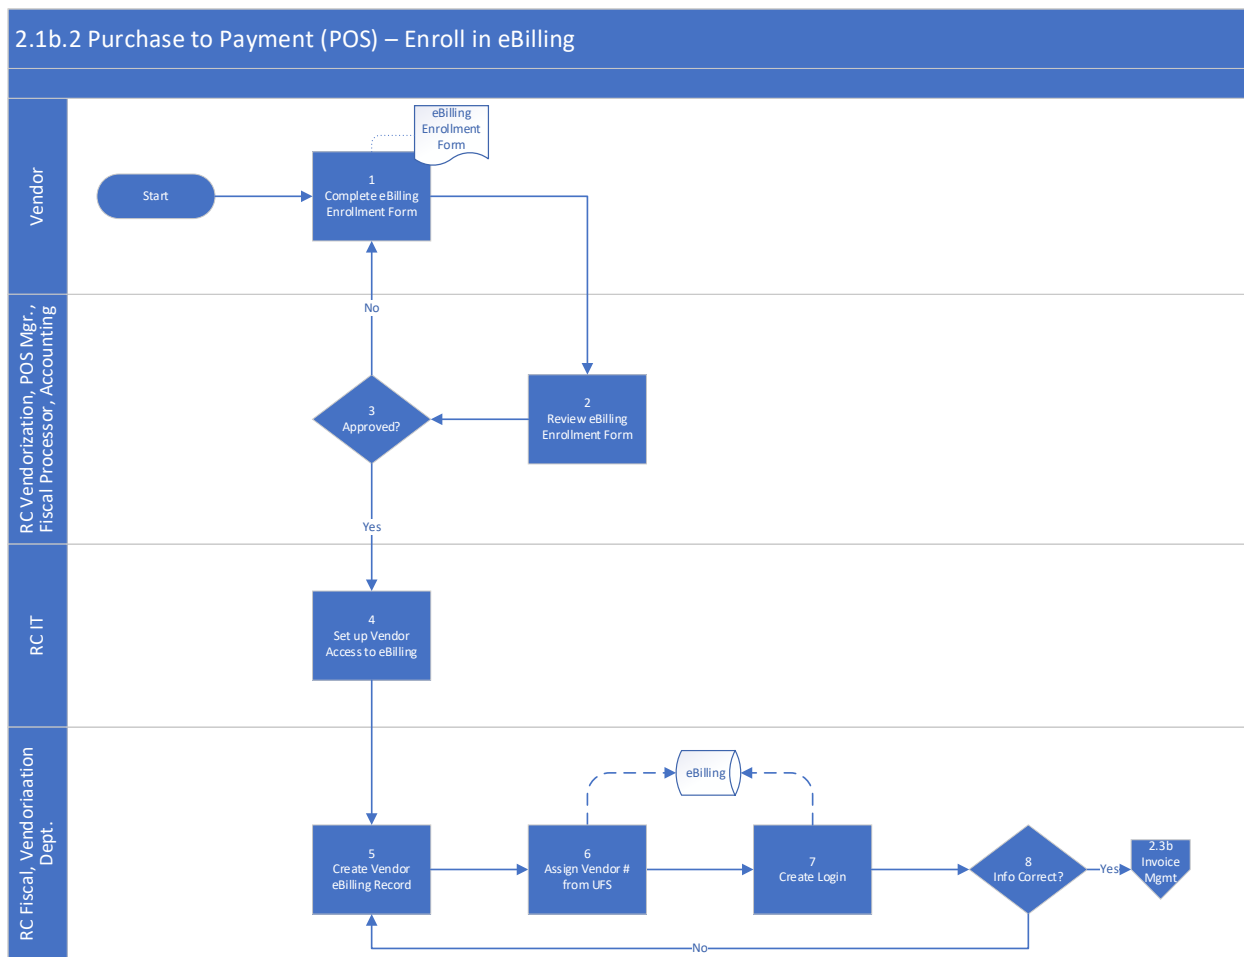 2.1b.2 Purchase to Payment (POS) – Enroll in eBilling
Vendor
eBilling
Enrollment
Form
Start
1
Complete eBilling
Enrollment Form
No
RC Vendorization, POS Mgr.,
Fiscal Processor, Accounting
3
Approved?
2
Review eBilling
Enrollment Form
Yes
RC IT
4
Set up Vendor
Access to eBilling
RC Fiscal, Vendoriaation
Dept.
eBilling
5
Create Vendor
eBilling Record
6
Assign Vendor #
from UFS
7
Create Login
8
Info Correct?
Yes
2.3b
Invoice
Mgmt
No